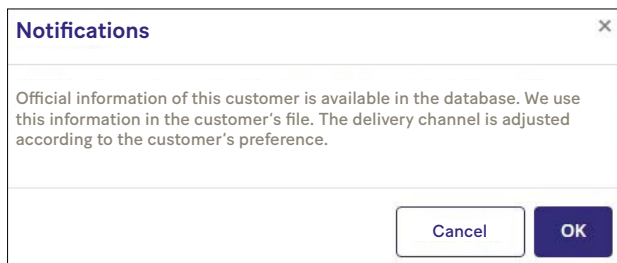 Notifications
×
Official information of this customer is available in the database. We use
this information in the customer's file. The delivery channel is adjusted
according to the customer's preference.
Cancel OK